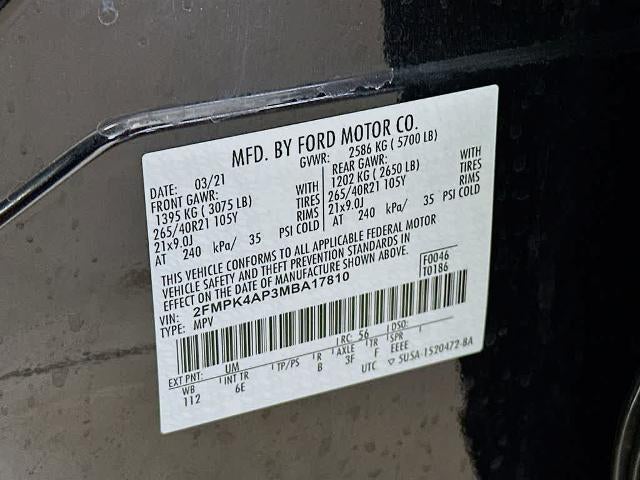 MFD. BY FORD MOTOR CO.
DATE: 03/21 GVWR: 2586 KG ( 5700 LB)
FRONT GAWR: REAR GAWR:
1395 KG ( 3075 LB) WITH 1202 KG ( 2650 LB) WITH
265/40R21 105Y TIRES 265/40R21 105Y TIRES
21x9.0J RIMS 21x9.0J RIMS
AT 240 kPa/ 35 PSI COLD AT 240 kPa/ 35 PSI COLD
THIS VEHICLE CONFORMS TO ALL APPLICABLE FEDERAL MOTOR
VEHICLE SAFETY AND THEFT PREVENTION STANDARDS IN
EFFECT ON THE DATE OF MANUFACTURE SHOWN ABOVE.
VIN: 2FMPK4AP3MBA17810 F0046
TYPE: MPV T0186
EXT PNT: UM RC: 56 DSO:
WB INT TR TP/PS R AXLE TR SPR
112 6E B 3F F EEEE
UTC 5USA-1520472-BA